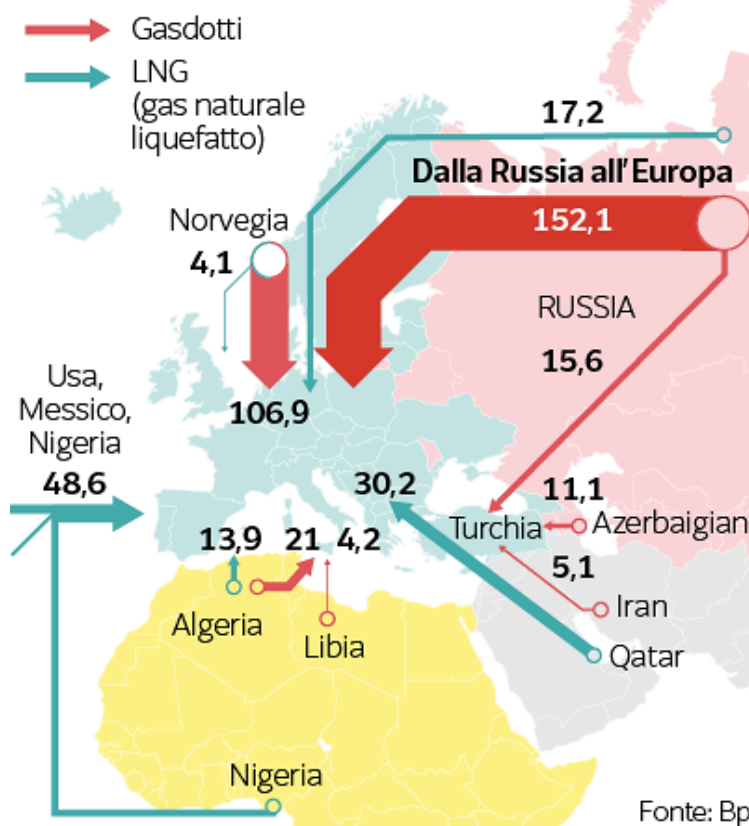 Gasdotti
LNG
(gas naturale
liquefatto)
17,2
Dalla Russia all'Europa
152,1
Norvegia
4,1
RUSSIA
15,6
Usa,
Messico,
Nigeria
48,6
106,9
30,2
11,1
Turchia
Azerbaigian
13,9
21
4,2
5,1
Algeria
Libia
Iran
Qatar
Nigeria
Fonte: Bp